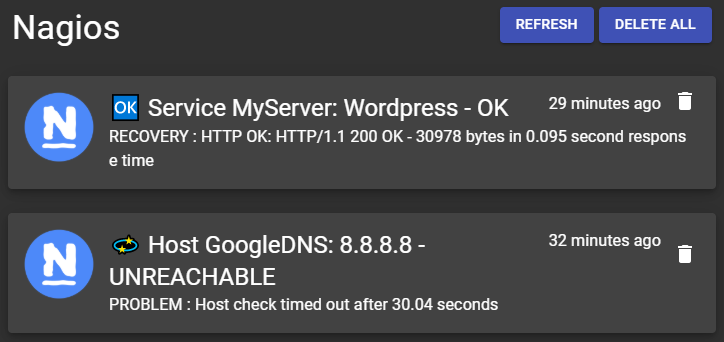 Nagios
REFRESH
DELETE ALL
N
🆗 Service MyServer: Wordpress - OK
29 minutes ago
RECOVERY : HTTP OK: HTTP/1.1 200 OK - 30978 bytes in 0.095 second respons
e time
N
💫 Host GoogleDNS: 8.8.8.8 -
32 minutes ago
UNREACHABLE
PROBLEM : Host check timed out after 30.04 seconds